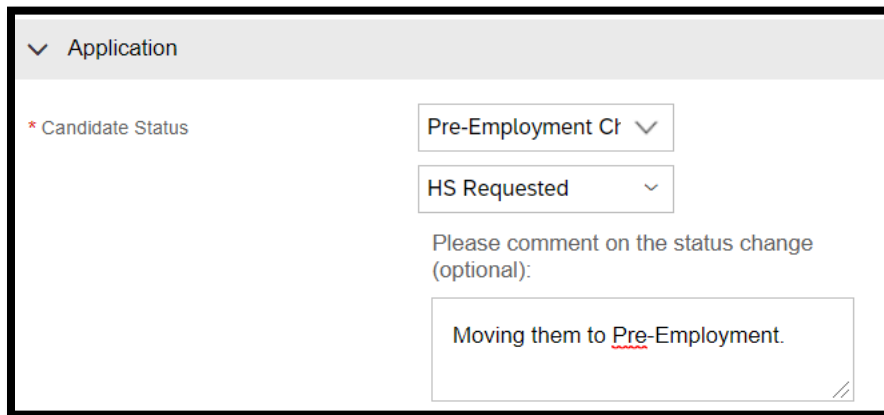 Application
* Candidate Status
Pre-Employment Ch
HS Requested
Please comment on the status change
(optional):
Moving them to Pre-Employment.